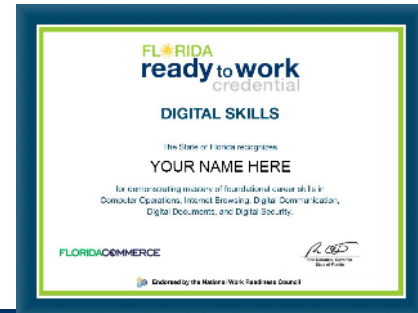 FLORIDA
ready to work
credential
DIGITAL SKILLS
The State of Florida recognizes
YOUR NAME HERE
for demonstrating mastery of foundational career skills in
Computer Operations, Internet Browsing, Digital Communication,
Digital Documents, and Digital Security.
FLORIDACOMMERCE
Endorsed by the National Work Readiness Council